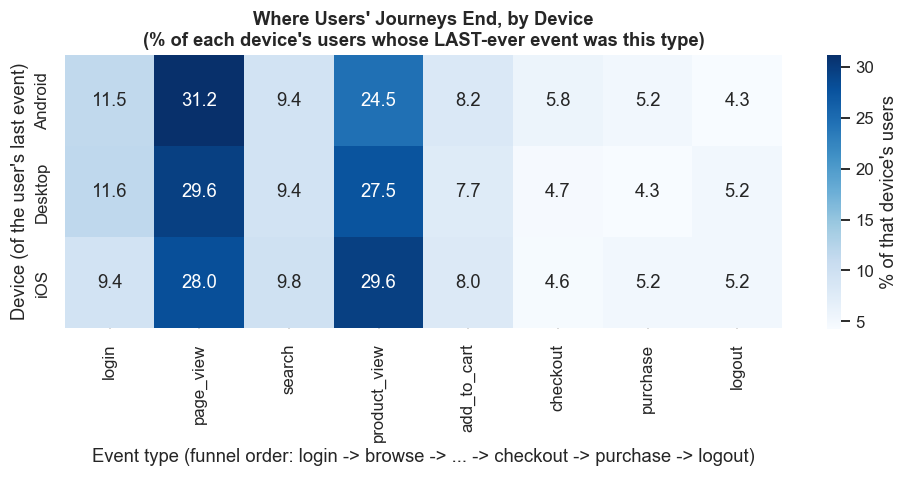 Where Users' Journeys End, by Device
(% of each device's users whose LAST-ever event was this type)
Device (of the user's last event)
Android
11.5 31.2 9.4 24.5 8.2 5.8 5.2 4.3
Desktop
11.6 29.6 9.4 27.5 7.7 4.7 4.3 5.2
iOS
9.4 28.0 9.8 29.6 8.0 4.6 5.2 5.2
login
page_view
search
product_view
add_to_cart
checkout
purchase
logout
Event type (funnel order: login -> browse -> ... -> checkout -> purchase -> logout)
30
25
20
15
10
5
% of that device's users